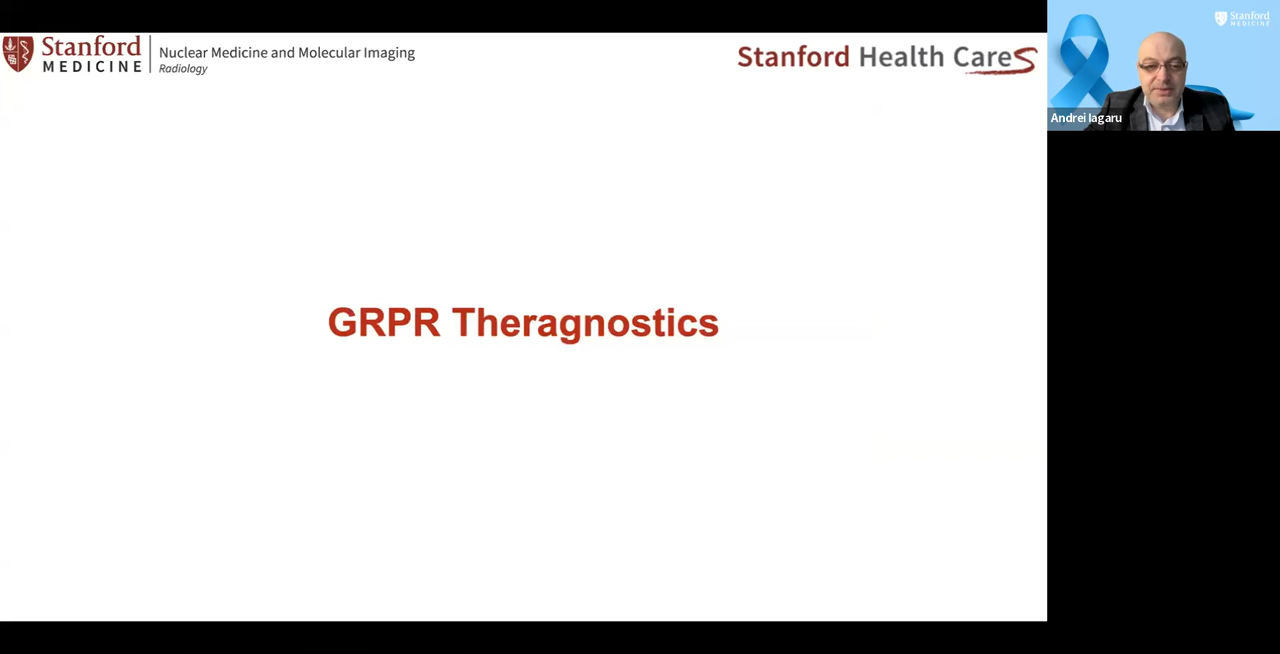 Stanford
MEDICINE
Nuclear Medicine and Molecular Imaging
Radiology
Stanford Health Care
GRPR Theragnostics
Stanford
MEDICINE
Andrei Iagaru